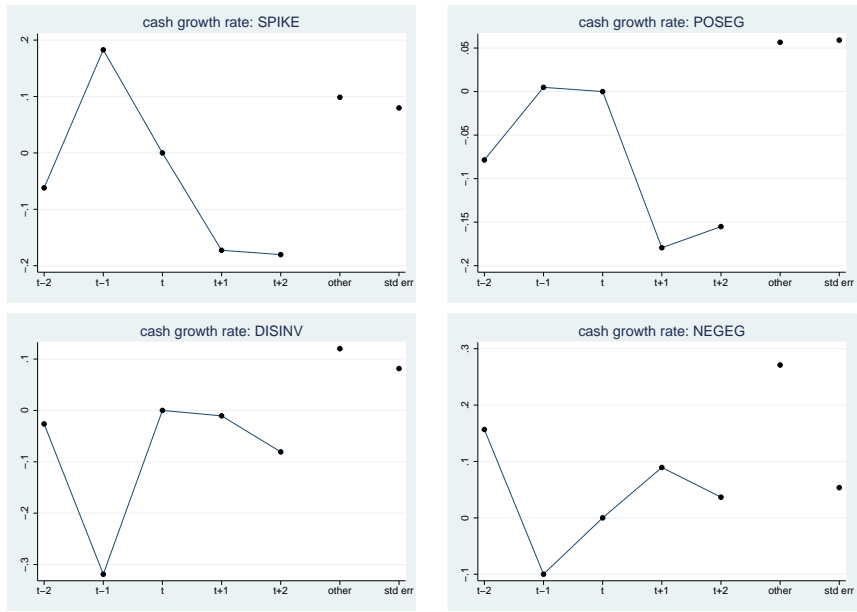 cash growth rate: SPIKE
.2
.1
0
−.1
−.2
t−2 t−1 t t+1 t+2 other std err
cash growth rate: POSEG
.05
0
−.05
−.1
−.15
−.2
t−2 t−1 t t+1 t+2 other std err
cash growth rate: DISINV
.1
0
−.1
−.2
−.3
t−2 t−1 t t+1 t+2 other std err
cash growth rate: NEGEG
.3
.2
.1
0
−.1
t−2 t−1 t t+1 t+2 other std err